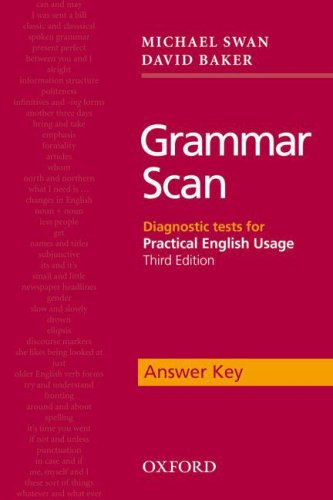 can and may
I was sent a bill
classic and classical
spoken grammar
present perfect
between you and I
alright
information structure
politeness
infinitives and -ing forms
another three days
bring and take
emphasis
formality
articles
whom
north and northern
what I need is ...
changes in English
noun + noun
less people
get
names and titles
subjunctive
its and it's
small and little
newspaper headlines
gender
slow and slowly
drown
ellipsis
discourse markers
she likes being looked at
just
older English verb forms
try and understand
fronting
around and about
spelling
it's time you went
if not and unless
punctuation
in case and if
me, myself and I
these sort of things
whatever and what ever
MICHAEL SWAN
DAVID BAKER
Grammar
Scan
Diagnostic tests for
Practical English Usage
Third Edition
Answer Key
OXFORD